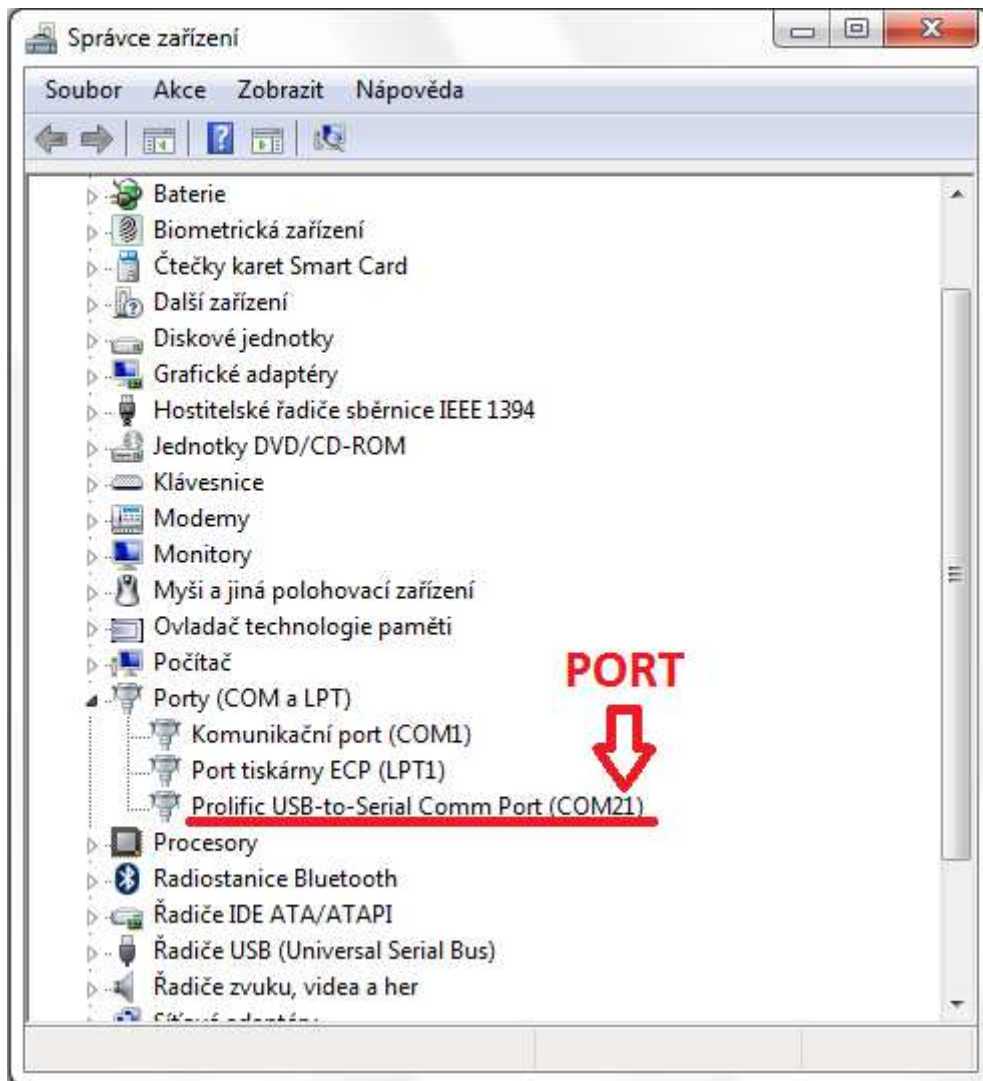 Správce zařízení
Soubor Akce Zobrazit Nápověda
Baterie
Biometrická zařízení
Čtečky karet Smart Card
Další zařízení
Diskové jednotky
Grafické adaptéry
Hostitelské řadiče sběrnice IEEE 1394
Jednotky DVD/CD-ROM
Klávesnice
Modemy
Monitory
Myši a jiná polohovací zařízení
Ovladač technologie paměti
Počítač
PORT
Porty (COM a LPT)
Komunikační port (COM1)
Port tiskárny ECP (LPT1)
Prolific USB-to-Serial Comm Port (COM21)
Procesory
Radiostanice Bluetooth
Řadiče IDE ATA/ATAPI
Řadiče USB (Universal Serial Bus)
Řadiče zvuku, videa a her